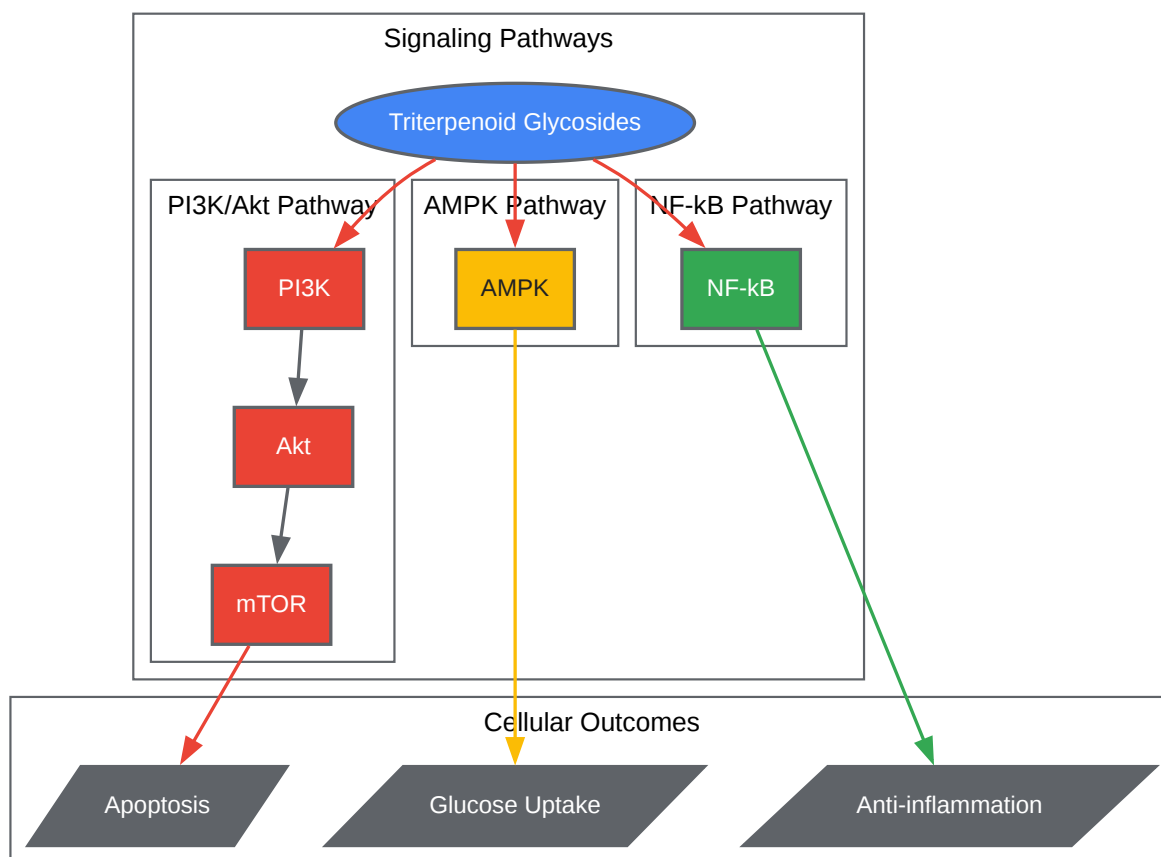 Signaling Pathways
Triterpenoid Glycosides
PI3K/Akt Pathway
AMPK Pathway
NF-kB Pathway
PI3K
AMPK
NF-kB
Akt
mTOR
Cellular Outcomes
Apoptosis
Glucose Uptake
Anti-inflammation